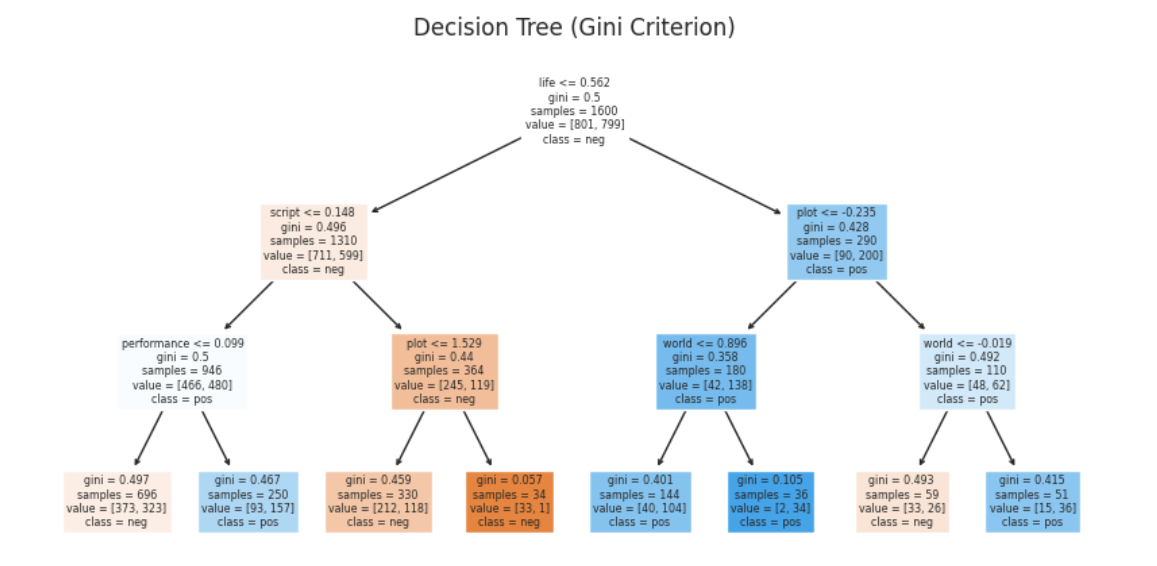 Decision Tree (Gini Criterion)
life <= 0.562
gini = 0.5
samples = 1600
value = [801, 799]
class = neg
script <= 0.148
gini = 0.496
samples = 1310
value = [711, 599]
class = neg
plot <= -0.235
gini = 0.428
samples = 290
value = [90, 200]
class = pos
performance <= 0.099
gini = 0.5
samples = 946
value = [466, 480]
class = pos
plot <= 1.529
gini = 0.44
samples = 364
value = [245, 119]
class = neg
world <= 0.896
gini = 0.358
samples = 180
value = [42, 138]
class = pos
world <= -0.019
gini = 0.492
samples = 110
value = [48, 62]
class = pos
gini = 0.497
samples = 696
value = [373, 323]
class = neg
gini = 0.467
samples = 250
value = [93, 157]
class = pos
gini = 0.459
samples = 330
value = [212, 118]
class = neg
gini = 0.057
samples = 34
value = [33, 1]
class = neg
gini = 0.401
samples = 144
value = [40, 104]
class = pos
gini = 0.105
samples = 36
value = [2, 34]
class = pos
gini = 0.493
samples = 59
value = [33, 26]
class = neg
gini = 0.415
samples = 51
value = [15, 36]
class = pos